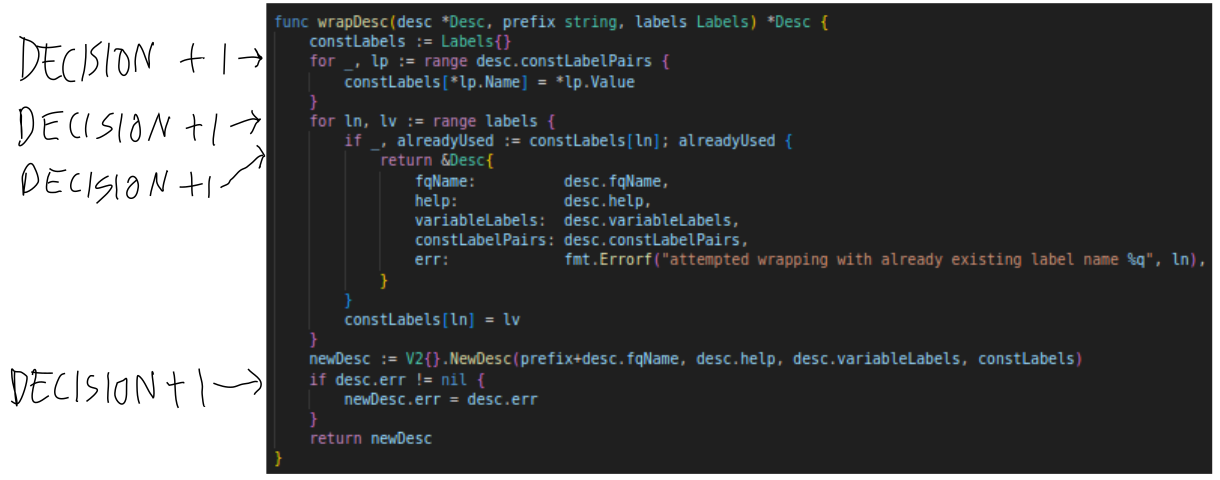 func wrapDesc(desc *Desc, prefix string, labels Labels) *Desc {
constLabels := Labels{}
DECISION +1 → for _, lp := range desc.constLabelPairs {
constLabels[*lp.Name] = *lp.Value
}
DECISION +1 → for ln, lv := range labels {
if _, alreadyUsed := constLabels[ln]; alreadyUsed {
DECISION +1 → return &Desc{
fqName: desc.fqName,
help: desc.help,
variableLabels: desc.variableLabels,
constLabelPairs: desc.constLabelPairs,
err: fmt.Errorf("attempted wrapping with already existing label name %q", ln),
}
}
constLabels[ln] = lv
}
newDesc := V2{}.NewDesc(prefix+desc.fqName, desc.help, desc.variableLabels, constLabels)
DECISION +1 → if desc.err != nil {
newDesc.err = desc.err
}
return newDesc
}